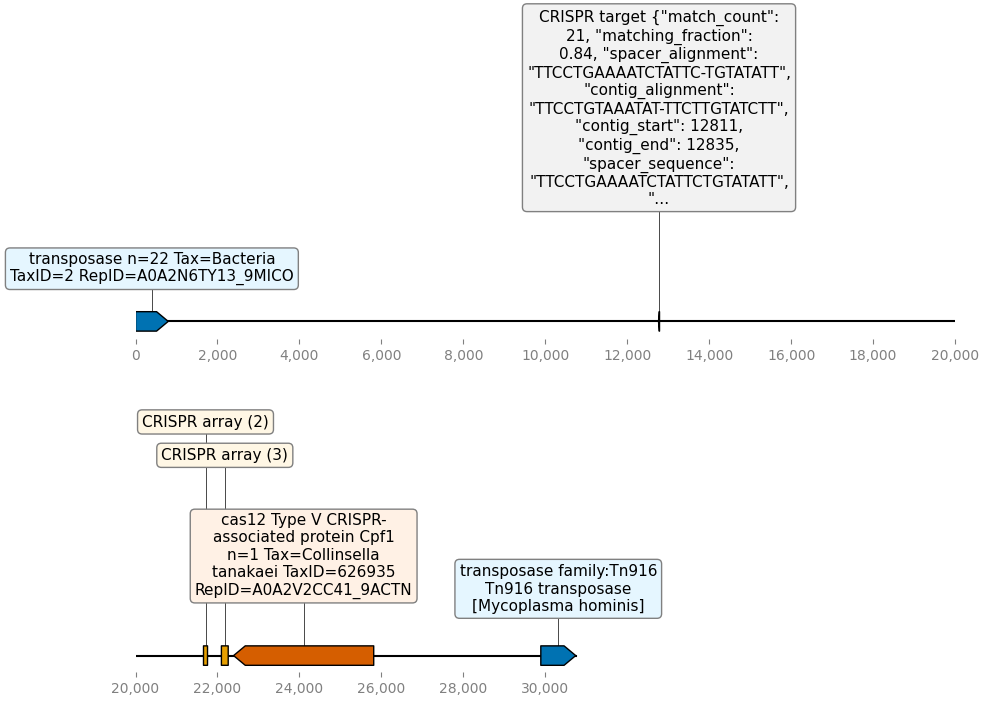 CRISPR target {"match_count":
21, "matching_fraction":
0.84, "spacer_alignment":
"TTCCTGAAAATCTATTC-TGTATATT",
"contig_alignment":
"TTCCTGTAAATAT-TTCTTGTATCTT",
"contig_start": 12811,
"contig_end": 12835,
"spacer_sequence":
"TTCCTGAAAATCTATTCTGTATATT",
"...
transposase n=22 Tax=Bacteria
TaxID=2 RepID=A0A2N6TY13_9MICO
0 2,000 4,000 6,000 8,000 10,000 12,000 14,000 16,000 18,000 20,000
CRISPR array (2)
CRISPR array (3)
cas12 Type V CRISPR-
associated protein Cpf1
n=1 Tax=Collinsella
tanakaei TaxID=626935
RepID=A0A2V2CC41_9ACTN
transposase family:Tn916
Tn916 transposase
[Mycoplasma hominis]
20,000 22,000 24,000 26,000 28,000 30,000